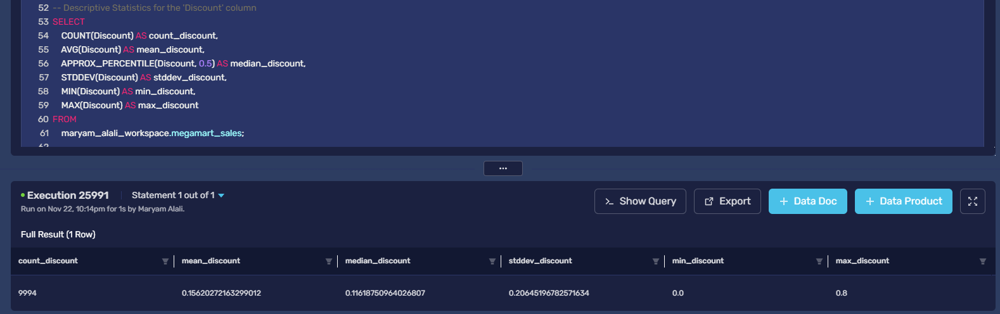 52 -- Descriptive Statistics for the 'Discount' column
53 SELECT
54 COUNT(Discount) AS count_discount,
55 AVG(Discount) AS mean_discount,
56 APPROX_PERCENTILE(Discount, 0.5) AS median_discount,
57 STDDEV(Discount) AS stddev_discount,
58 MIN(Discount) AS min_discount,
59 MAX(Discount) AS max_discount
60 FROM
61 maryam_alali_workspace.megamart_sales;
62
...
Execution 25991 Statement 1 out of 1
Run on Nov 22, 10:14pm for 1s by Maryam Alali.
>_ Show Query Export + Data Doc + Data Product
Full Result (1 Row)
count_discount mean_discount median_discount stddev_discount min_discount max_discount
9994 0.15620272163299012 0.11618750964026807 0.20645196782571634 0.0 0.8